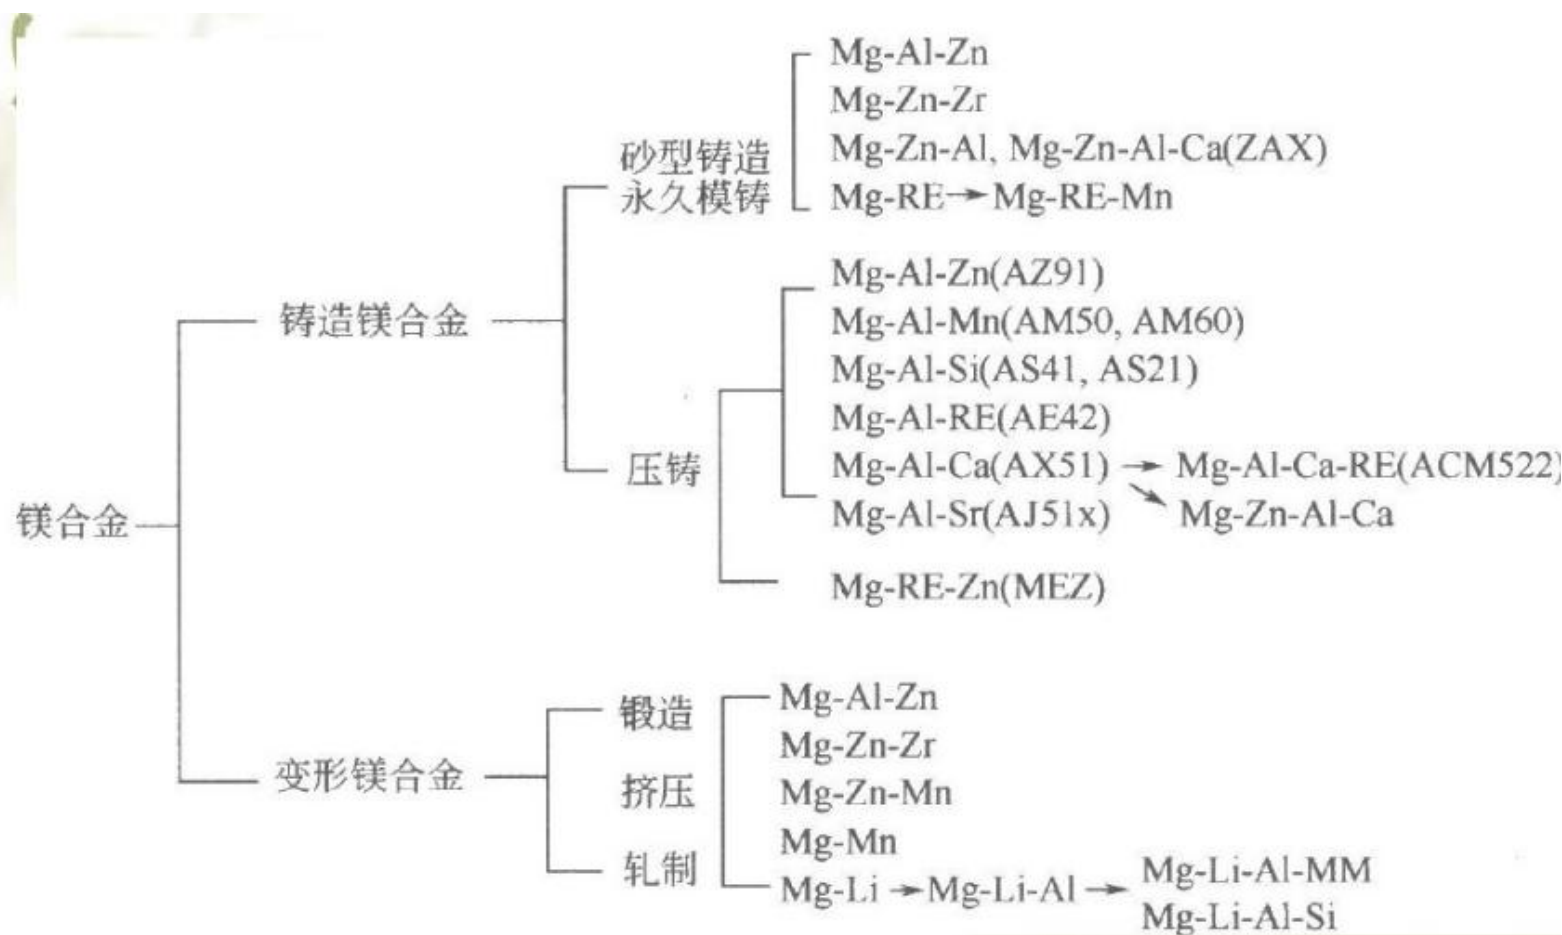 镁合金
铸造镁合金
砂型铸造
永久模铸
Mg-Al-Zn
Mg-Zn-Zr
Mg-Zn-Al, Mg-Zn-Al-Ca(ZAX)
Mg-RE→Mg-RE-Mn
压铸
Mg-Al-Zn(AZ91)
Mg-Al-Mn(AM50, AM60)
Mg-Al-Si(AS41, AS21)
Mg-Al-RE(AE42)
Mg-Al-Ca(AX51) → Mg-Al-Ca-RE(ACM522)
Mg-Al-Sr(AJ51x) ↘ Mg-Zn-Al-Ca
Mg-RE-Zn(MEZ)
变形镁合金
锻造
挤压
轧制
Mg-Al-Zn
Mg-Zn-Zr
Mg-Zn-Mn
Mg-Mn
Mg-Li→Mg-Li-Al→
Mg-Li-Al-MM
Mg-Li-Al-Si